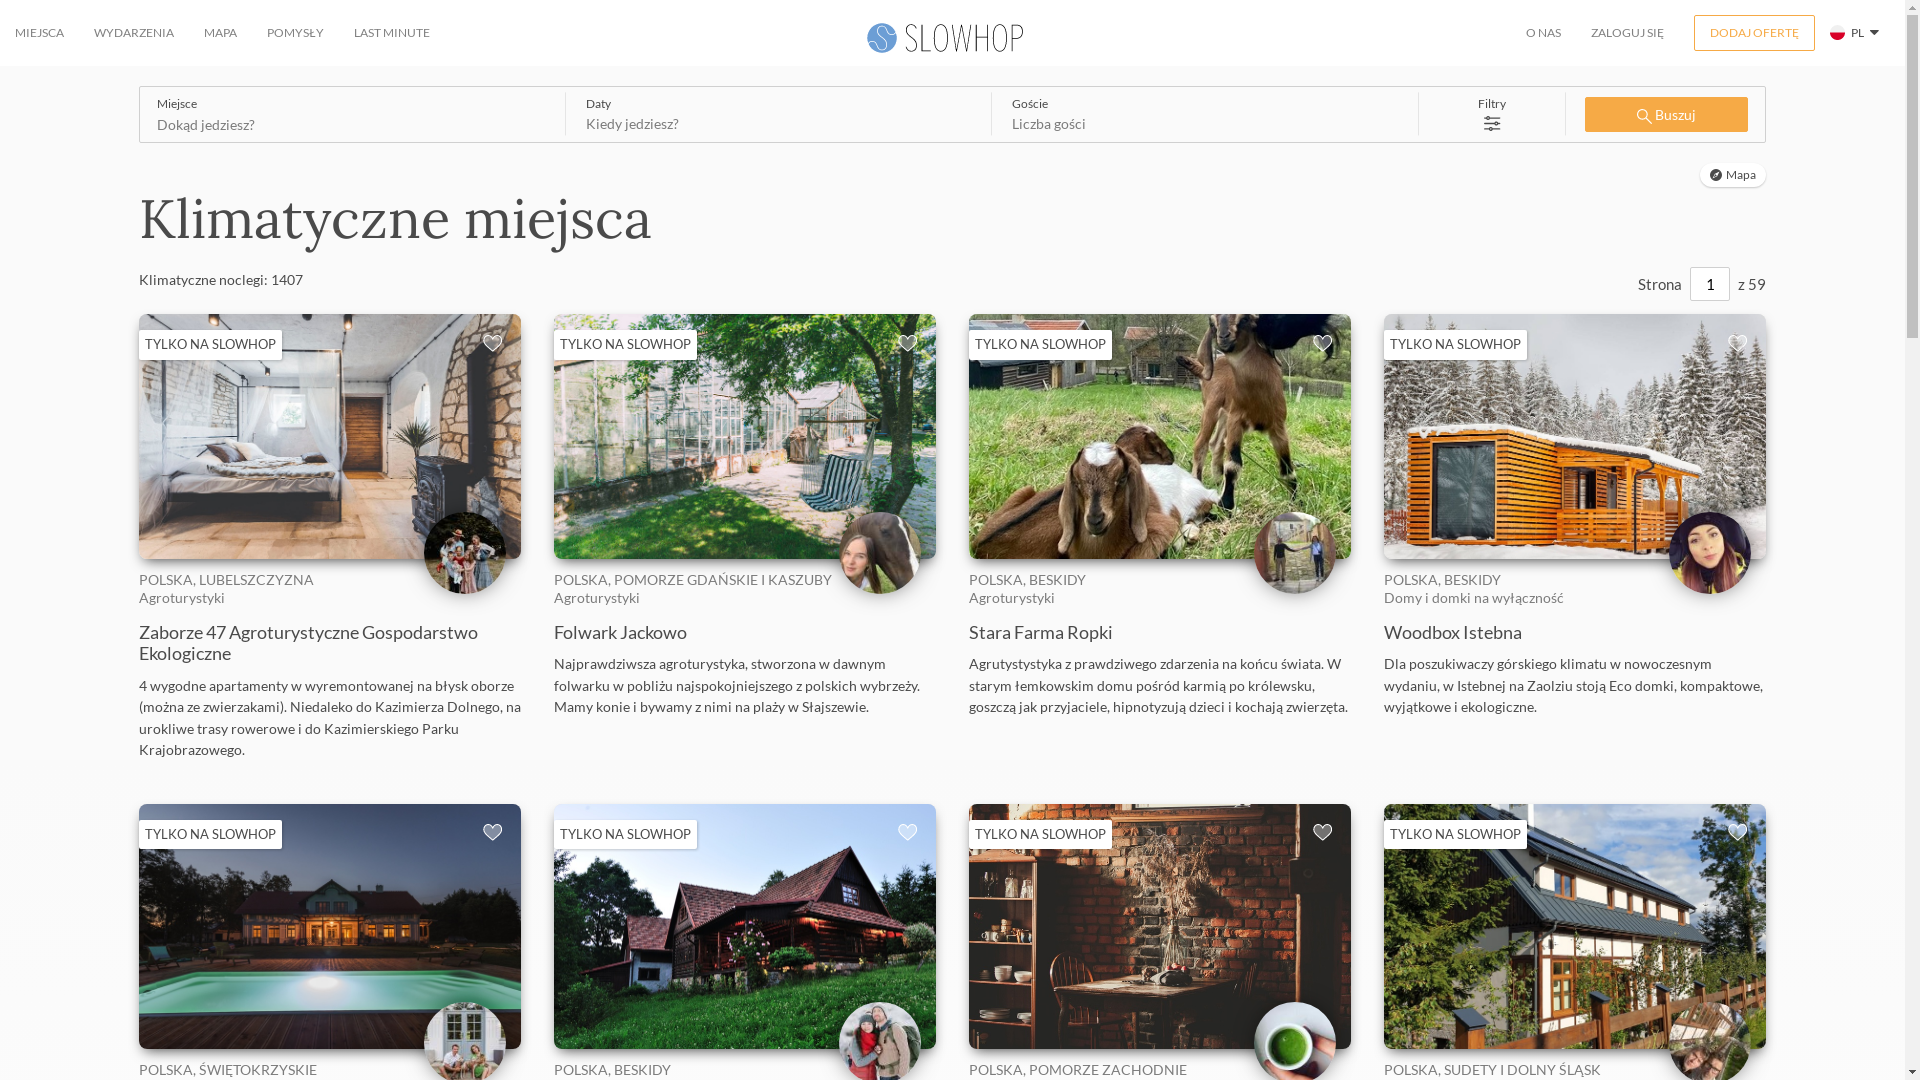 MIEJSCA
WYDARZENIA
MAPA
POMYSŁY
LAST MINUTE
SLOWHOP
O NAS
ZALOGUJ SIĘ
DODAJ OFERTĘ
PL
Miejsce
Dokąd jedziesz?
Daty
Kiedy jedziesz?
Goście
Liczba gości
Filtry
Buszuj
Mapa
Klimatyczne miejsca
Klimatyczne noclegi: 1407
Strona 1 z 59
TYLKO NA SLOWHOP
POLSKA, LUBELSZCZYZNA
Agroturystyki
Zaborze 47 Agroturystyczne Gospodarstwo
Ekologiczne
4 wygodne apartamenty w wyremontowanej na błysk oborze
(można ze zwierzakami). Niedaleko do Kazimierza Dolnego, na
urokliwe trasy rowerowe i do Kazimierskiego Parku
Krajobrazowego.
TYLKO NA SLOWHOP
POLSKA, POMORZE GDAŃSKIE I KASZUBY
Agroturystyki
Folwark Jackowo
Najprawdziwsza agroturystyka, stworzona w dawnym
folwarku w pobliżu najspokojniejszego z polskich wybrzeży.
Mamy konie i bywamy z nimi na plaży w Słajszewie.
TYLKO NA SLOWHOP
POLSKA, BESKIDY
Agroturystyki
Stara Farma Ropki
Agrutystystyka z prawdziwego zdarzenia na końcu świata. W
starym łemkowskim domu pośród karmią po królewsku,
goszczą jak przyjaciele, hipnotyzują dzieci i kochają zwierzęta.
TYLKO NA SLOWHOP
POLSKA, BESKIDY
Domy i domki na wyłączność
Woodbox Istebna
Dla poszukiwaczy górskiego klimatu w nowoczesnym
wydaniu, w Istebnej na Zaolziu stoją Eco domki, kompaktowe,
wyjątkowe i ekologiczne.
TYLKO NA SLOWHOP
POLSKA, ŚWIĘTOKRZYSKIE
TYLKO NA SLOWHOP
POLSKA, BESKIDY
TYLKO NA SLOWHOP
POLSKA, POMORZE ZACHODNIE
TYLKO NA SLOWHOP
POLSKA, SUDETY I DOLNY ŚLĄSK